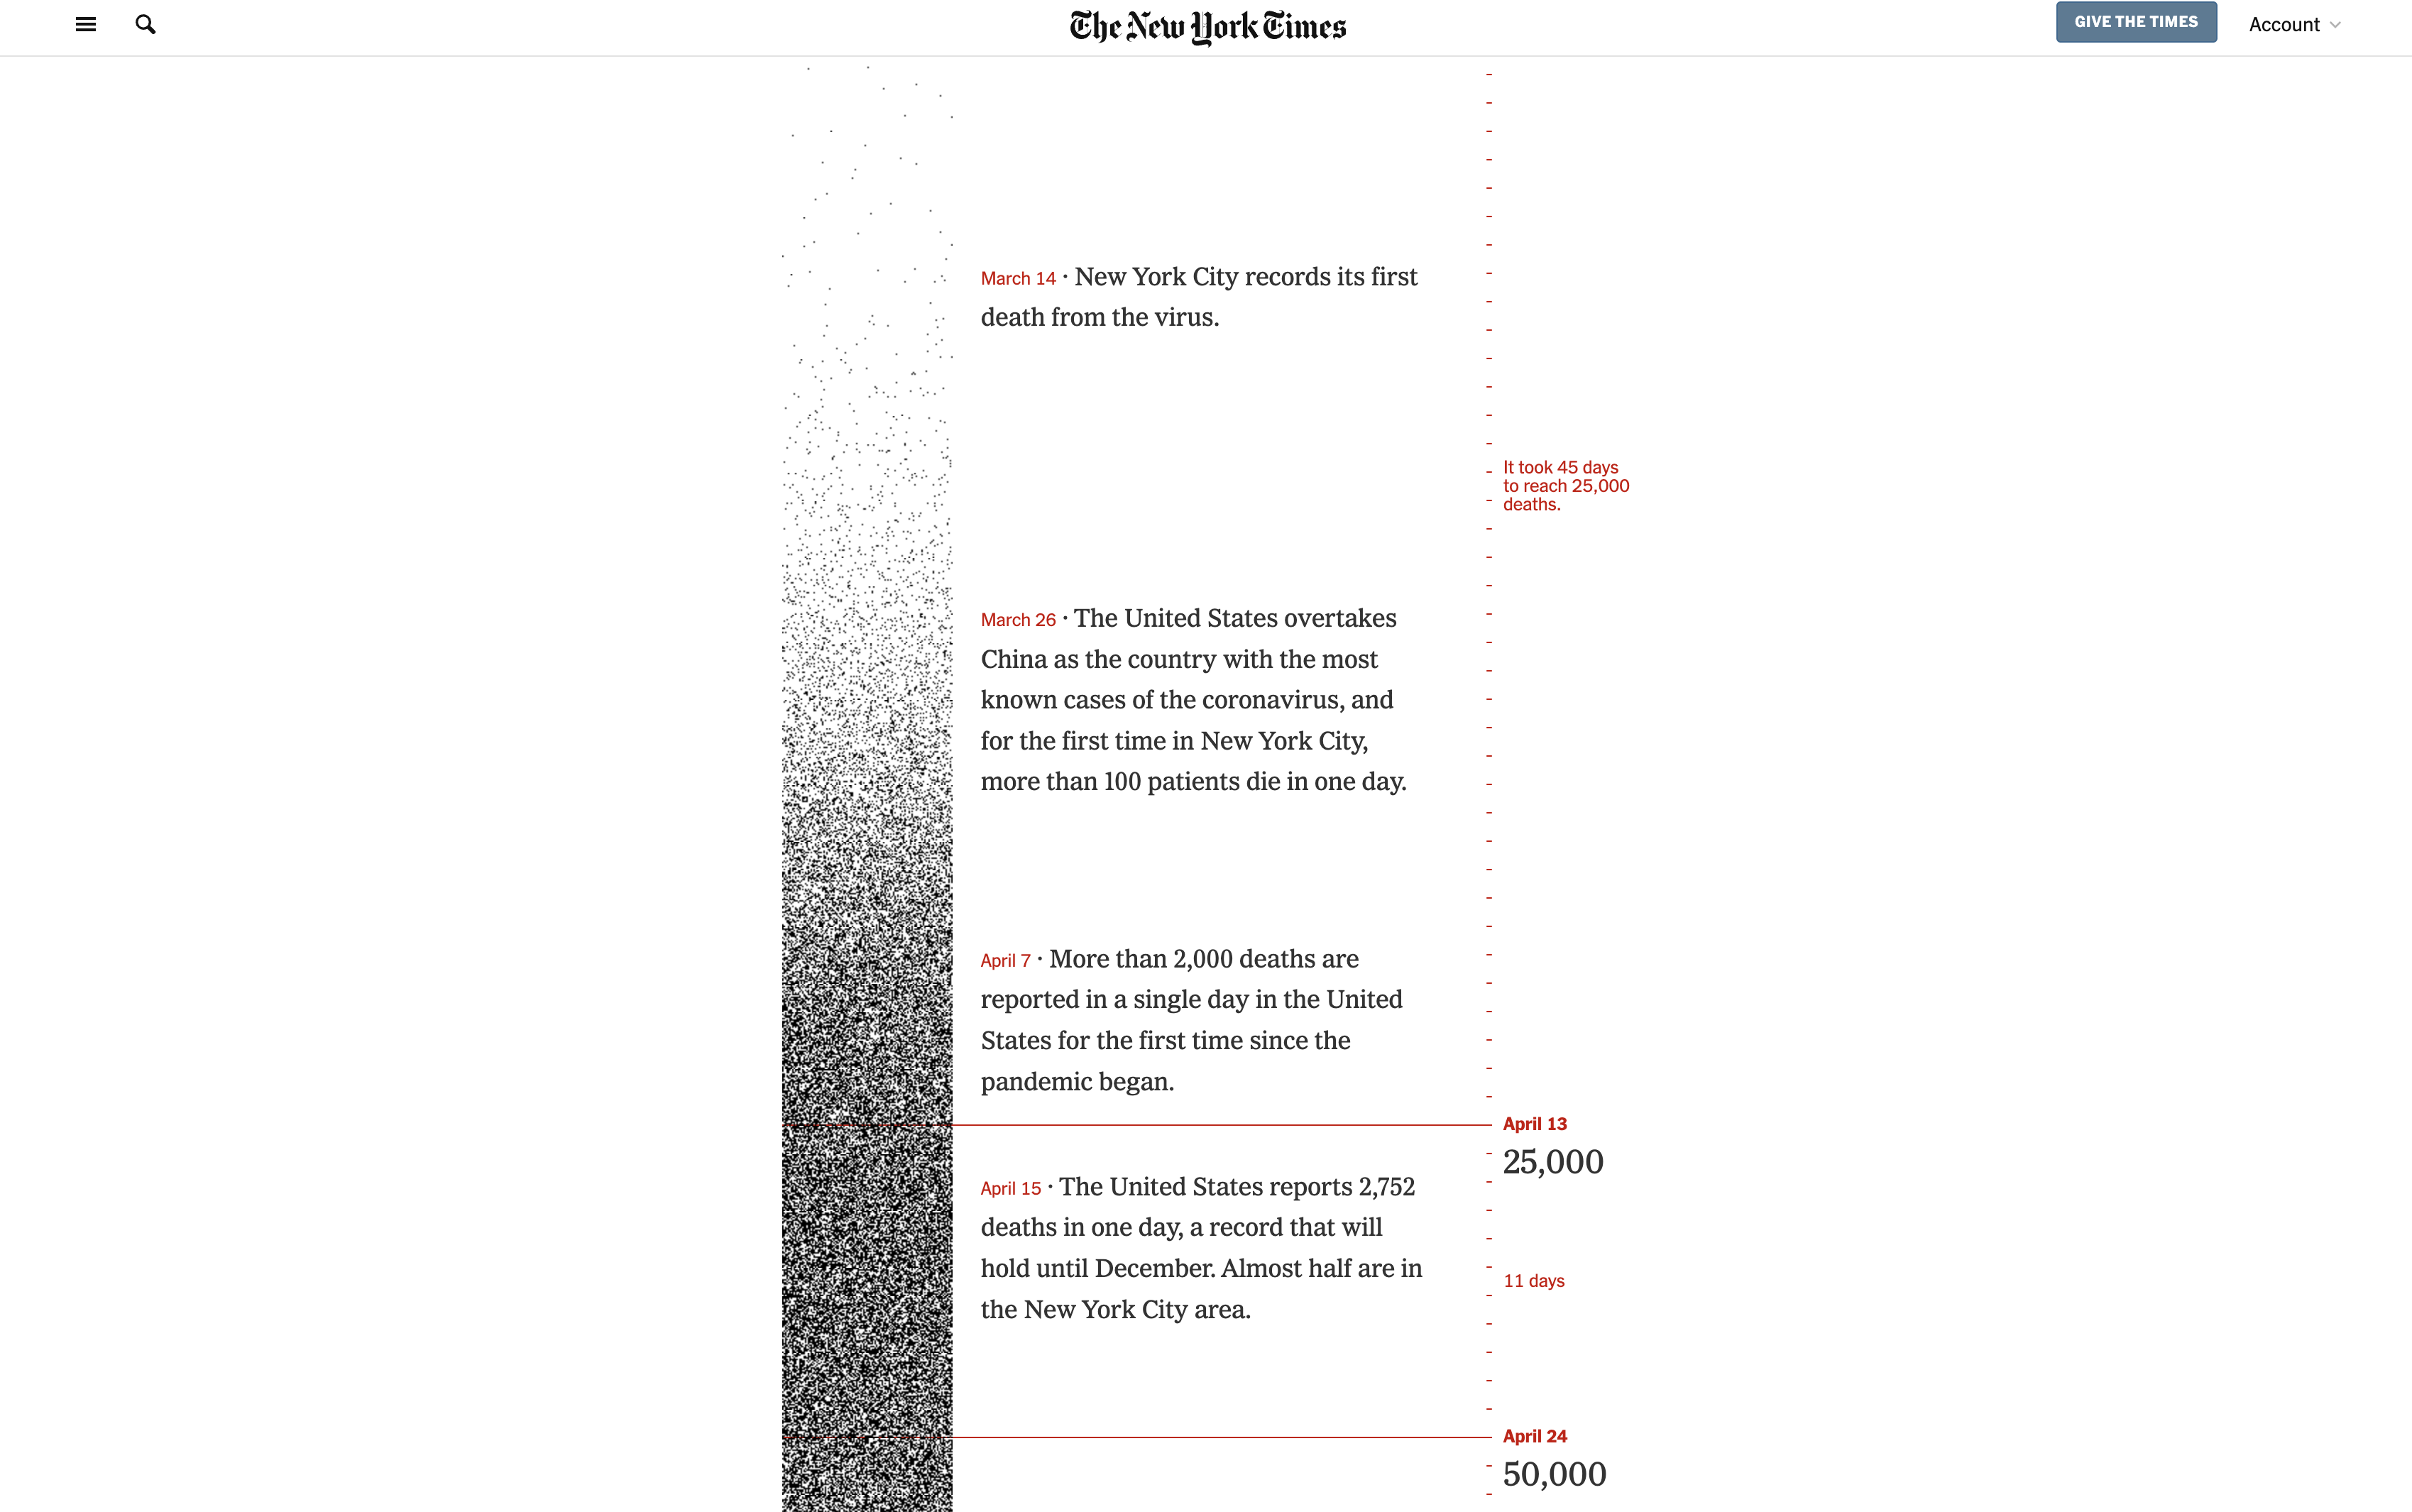 The New York Times
GIVE THE TIMES
Account
March 14 · New York City records its first
death from the virus.
It took 45 days
to reach 25,000
deaths.
March 26 · The United States overtakes
China as the country with the most
known cases of the coronavirus, and
for the first time in New York City,
more than 100 patients die in one day.
April 7 · More than 2,000 deaths are
reported in a single day in the United
States for the first time since the
pandemic began.
April 13
25,000
April 15 · The United States reports 2,752
deaths in one day, a record that will
hold until December. Almost half are in
the New York City area.
11 days
April 24
50,000